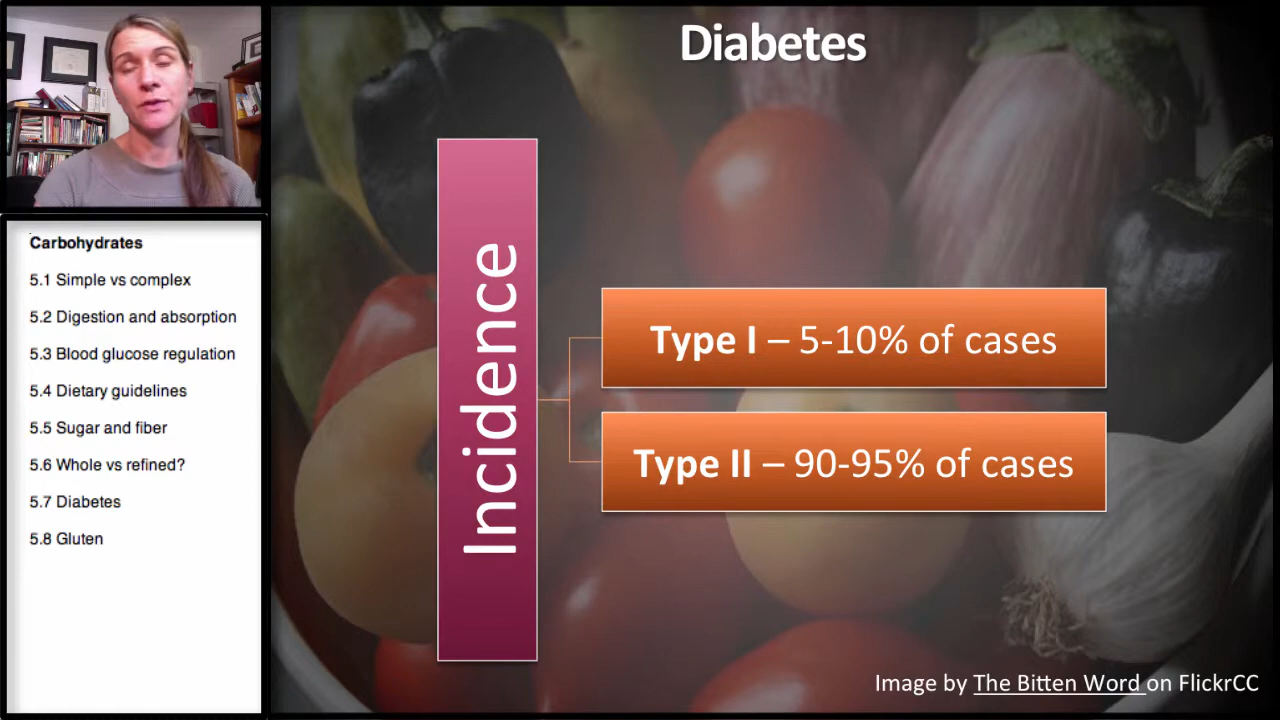 Diabetes
Carbohydrates
5.1 Simple vs complex
5.2 Digestion and absorption
5.3 Blood glucose regulation
5.4 Dietary guidelines
5.5 Sugar and fiber
5.6 Whole vs refined?
5.7 Diabetes
5.8 Gluten
Incidence
Type I – 5-10% of cases
Type II – 90-95% of cases
Image by The Bitten Word on FlickrCC